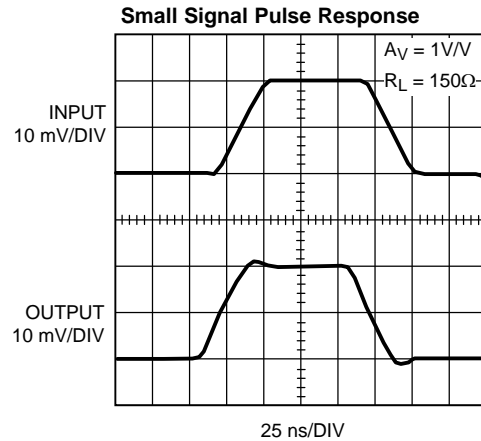 Small Signal Pulse Response
A_V = 1V/V
R_L = 150Ω
INPUT
10 mV/DIV
OUTPUT
10 mV/DIV
25 ns/DIV